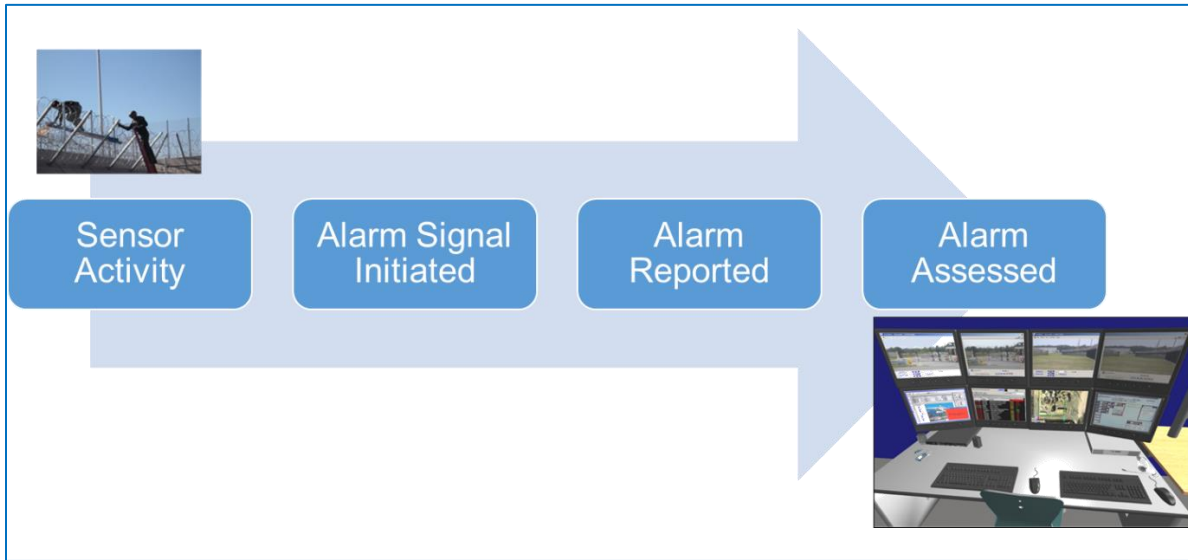 Sensor
Activity
Alarm Signal
Initiated
Alarm
Reported
Alarm
Assessed